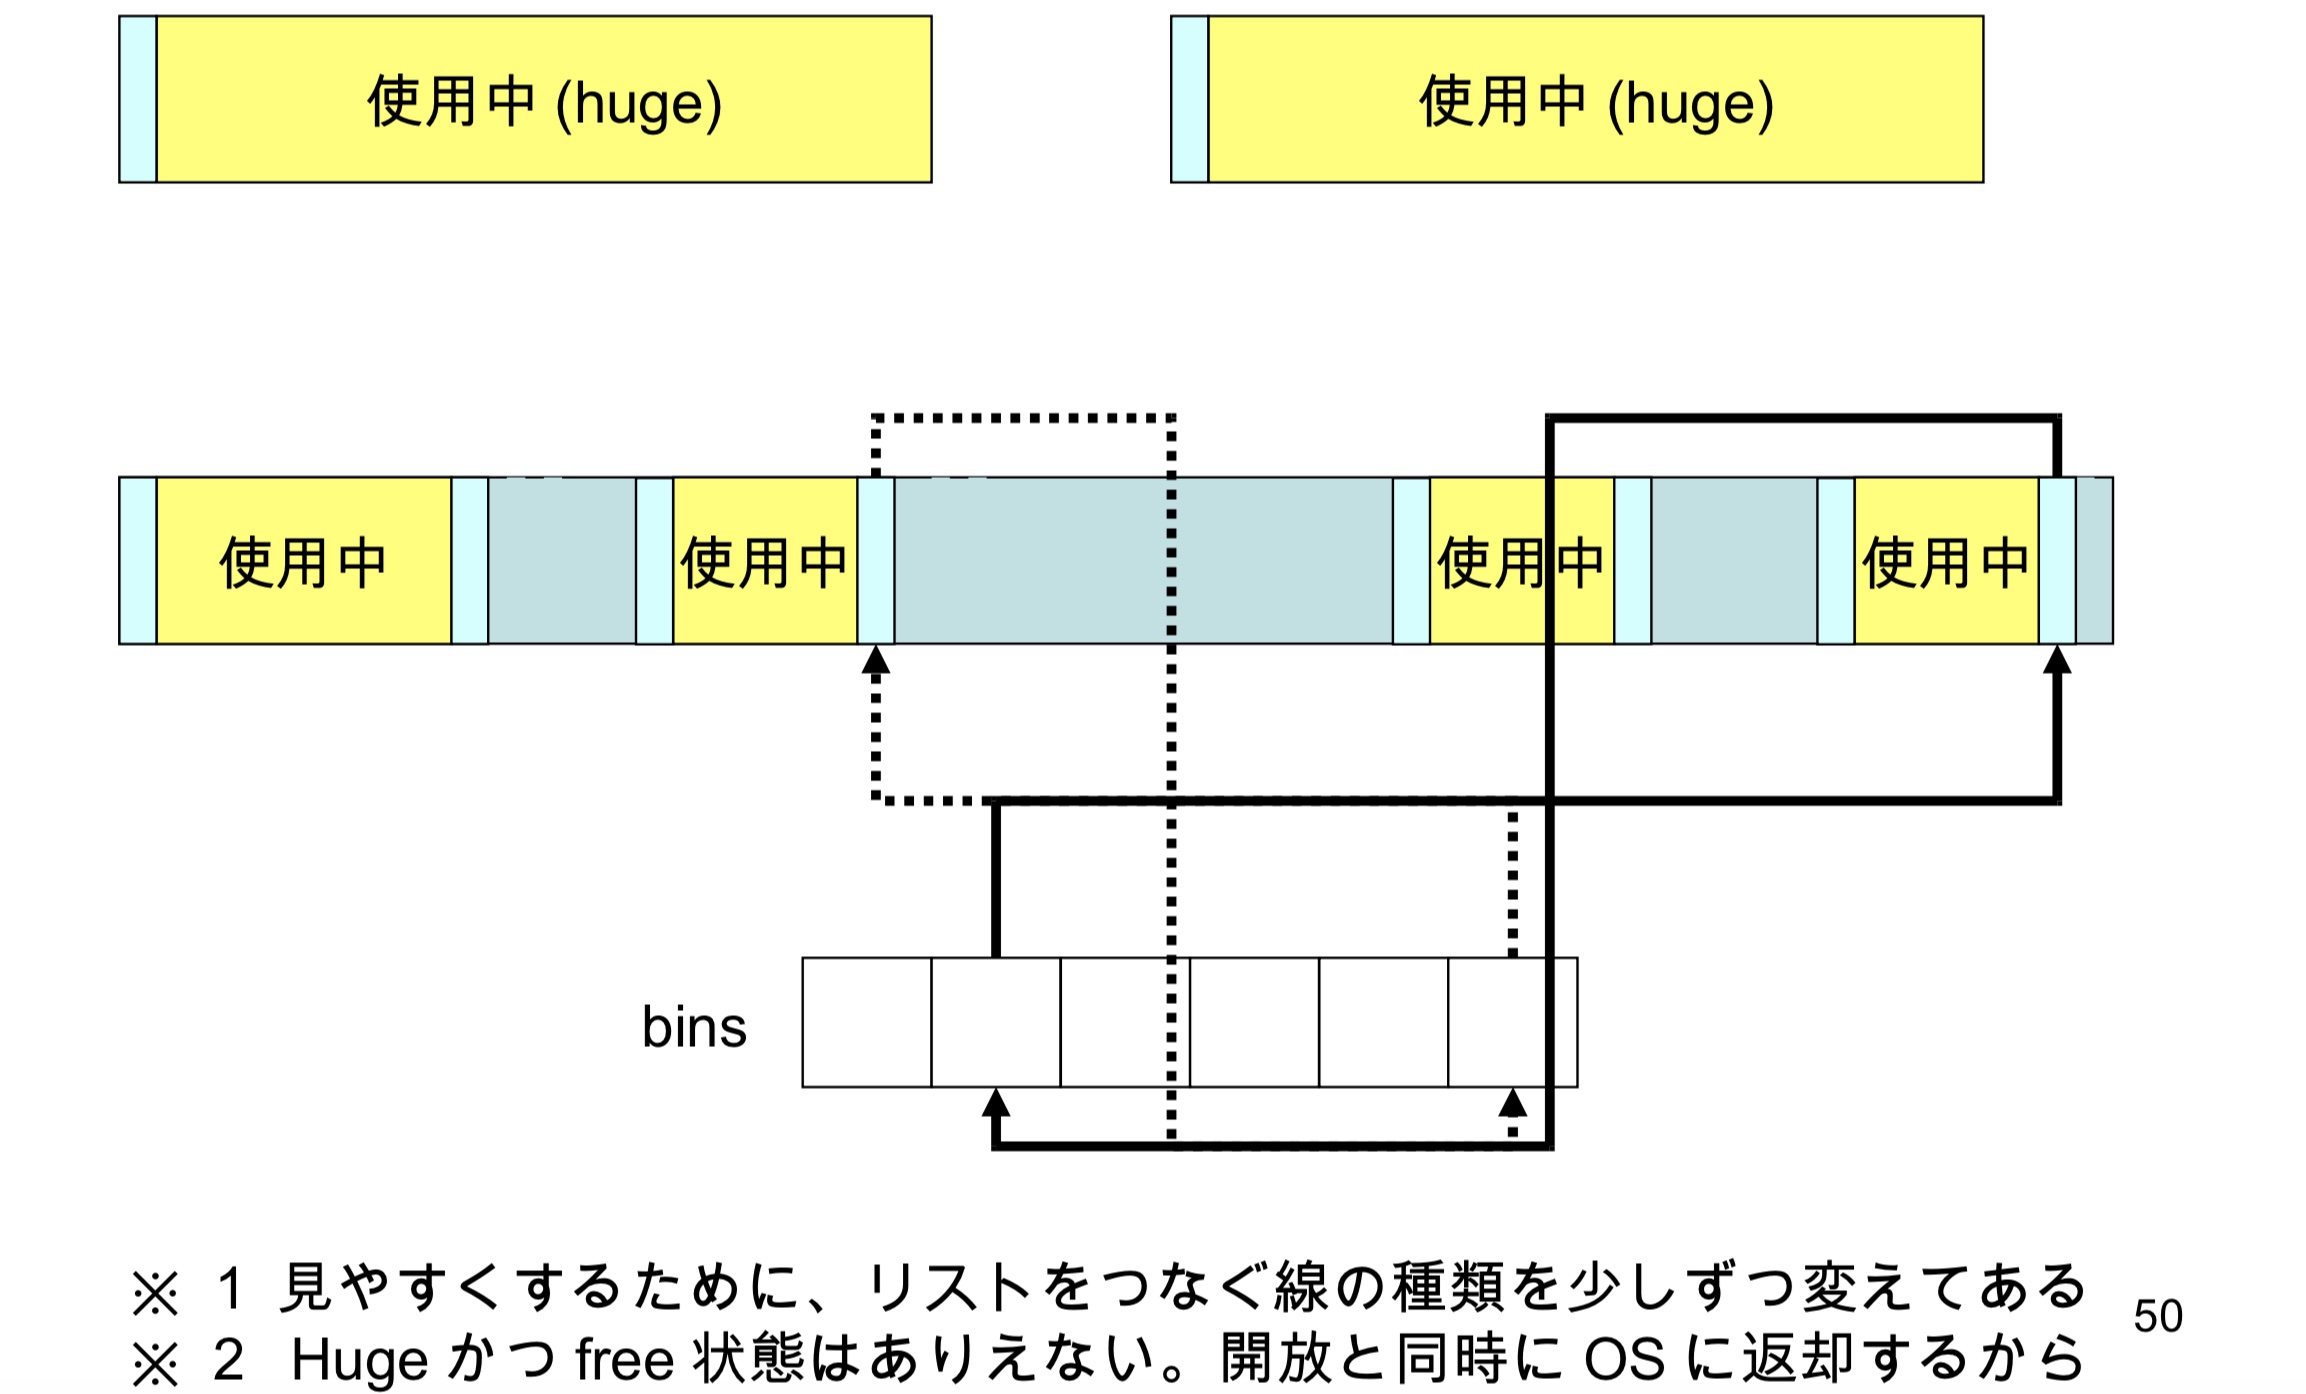 使用中 (huge)
使用中 (huge)
使用中
使用中
使用中
使用中
bins
※ 1 見やすくするために、リストをつなぐ線の種類を少しずつ変えてある
※ 2 Huge かつ free 状態はありえない。開放と同時に OS に返却するから
50